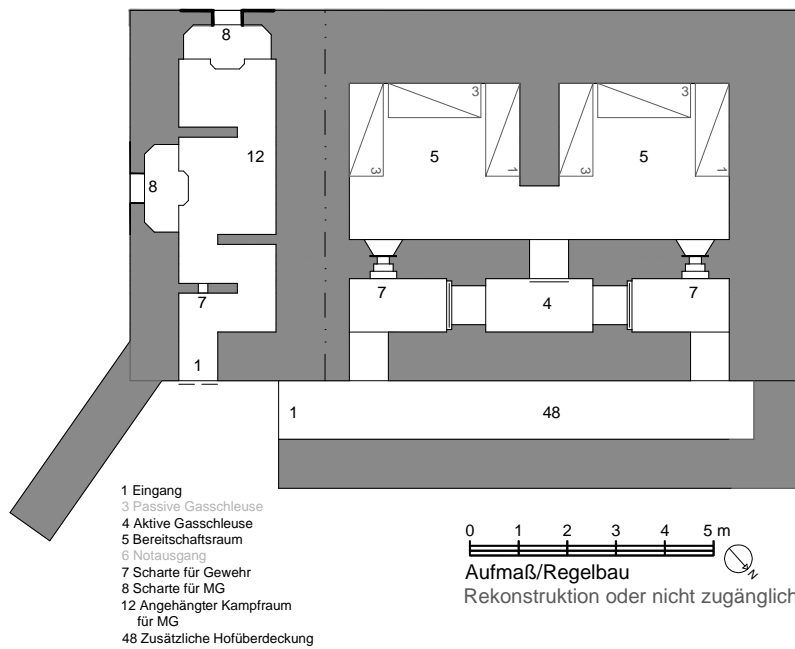 8
3
3
12
5
5
8
3
1
3
1
7
7
4
7
1
1
48
1 Eingang
3 Passive Gasschleuse
4 Aktive Gasschleuse
5 Bereitschaftsraum
6 Notausgang
7 Scharte für Gewehr
8 Scharte für MG
12 Angehängter Kampfraum
für MG
48 Zusätzliche Hofüberdeckung
0 1 2 3 4 5 m
N
Aufmaß/Regelbau
Rekonstruktion oder nicht zugänglich